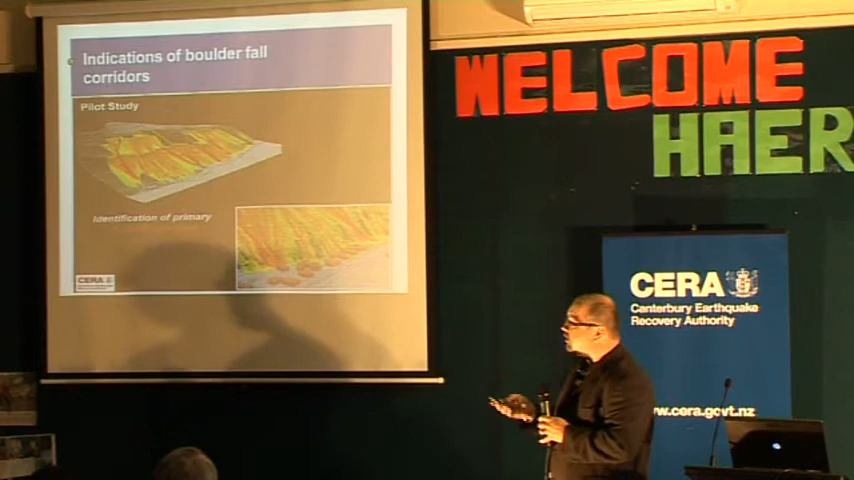 Indications of boulder fall
corridors
Pilot Study
Identification of primary
CERA
WELCOME
HAER
CERA
Canterbury Earthquake
Recovery Authority
www.cera.govt.nz